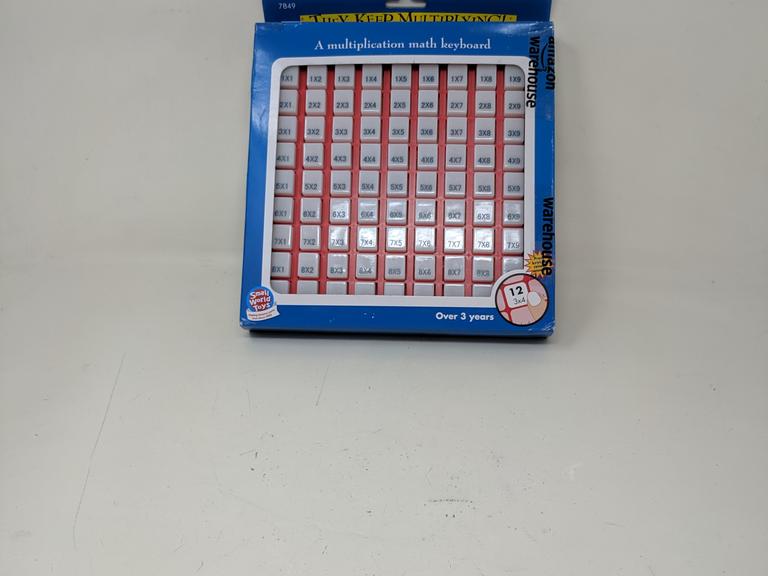 7849
THEY KEEP MULTIPLYING!
A multiplication math keyboard
amazon
warehouse
1X1 1X2 1X3 1X4 1X5 1X6 1X7 1X8 1X9
2X1 2X2 2X3 2X4 2X5 2X6 2X7 2X8 2X9
3X1 3X2 3X3 3X4 3X5 3X6 3X7 3X8 3X9
4X1 4X2 4X3 4X4 4X5 4X6 4X7 4X8 4X9
5X1 5X2 5X3 5X4 5X5 5X6 5X7 5X8 5X9
6X1 6X2 6X3 6X4 6X5 6X6 6X7 6X8 6X9
7X1 7X2 7X3 7X4 7X5 7X6 7X7 7X8 7X9
8X1 8X2 8X3 8X4 8X5 8X6 8X7 8X8
warehouse
12
3x4
Small
World
Toys
Over 3 years